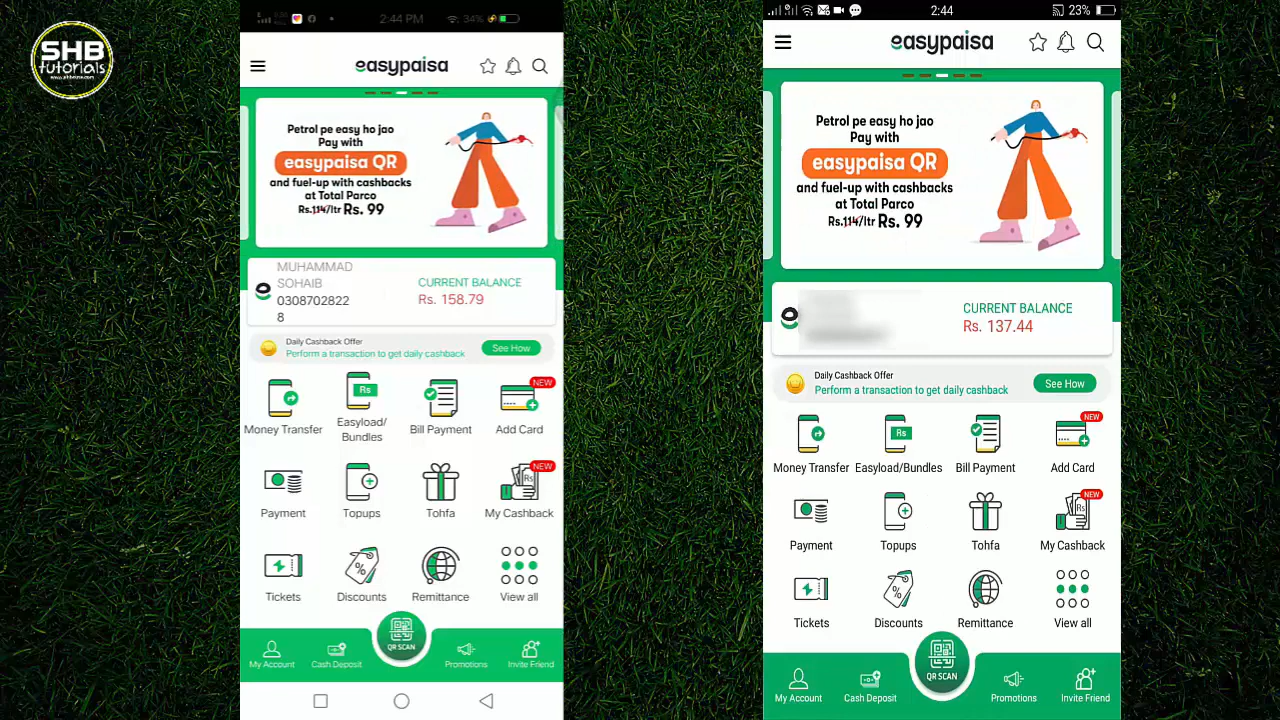 SHB
tutorials
www.shbtune.com
2:44 PM
34%
easypaisa
Petrol pe easy ho jao
Pay with
easypaisa QR
and fuel-up with cashbacks
at Total Parco
Rs.114/ltr Rs. 99
MUHAMMAD
SOHAIB
0308702822
8
CURRENT BALANCE
Rs. 158.79
Daily Cashback Offer
Perform a transaction to get daily cashback
See How
Rs
NEW
Money Transfer
Easyload/
Bundles
Bill Payment
Add Card
NEW
Rs
Payment
Topups
Tohfa
My Cashback
Tickets
Discounts
Remittance
View all
QR SCAN
My Account
Cash Deposit
Promotions
Invite Friend
2:44
23%
easypaisa
Petrol pe easy ho jao
Pay with
easypaisa QR
and fuel-up with cashbacks
at Total Parco
Rs.114/ltr Rs. 99
CURRENT BALANCE
Rs. 137.44
Daily Cashback Offer
Perform a transaction to get daily cashback
See How
Rs
NEW
Money Transfer
Easyload/Bundles
Bill Payment
Add Card
NEW
Rs
Payment
Topups
Tohfa
My Cashback
Tickets
Discounts
Remittance
View all
QR SCAN
My Account
Cash Deposit
Promotions
Invite Friend